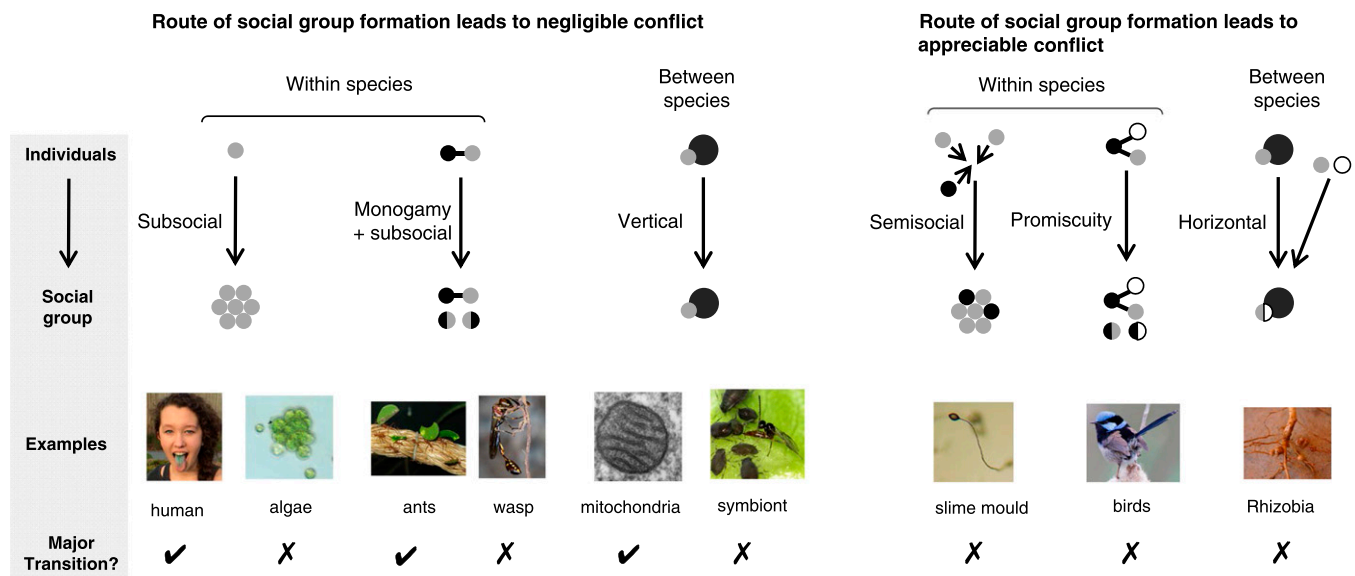 Route of social group formation leads to negligible conflict
Route of social group formation leads to
appreciable conflict
Within species
Between
species
Within species
Between
species
Individuals
Subsocial
Monogamy
+ subsocial
Vertical
Semisocial
Promiscuity
Horizontal
Social
group
Examples
human
algae
ants
wasp
mitochondria
symbiont
slime mould
birds
Rhizobia
Major
Transition?
✔ ✗ ✔ ✗ ✔ ✗ ✗ ✗ ✗